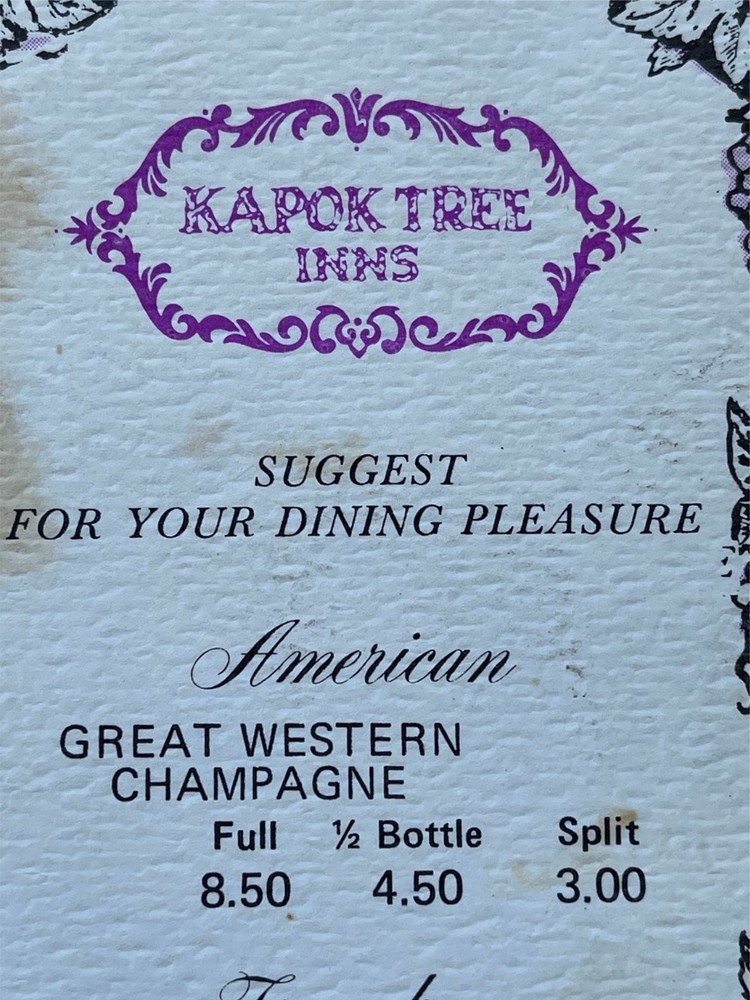 KAPOK TREE
INNS
SUGGEST
FOR YOUR DINING PLEASURE
American
GREAT WESTERN
CHAMPAGNE
Full ½ Bottle Split
8.50 4.50 3.00